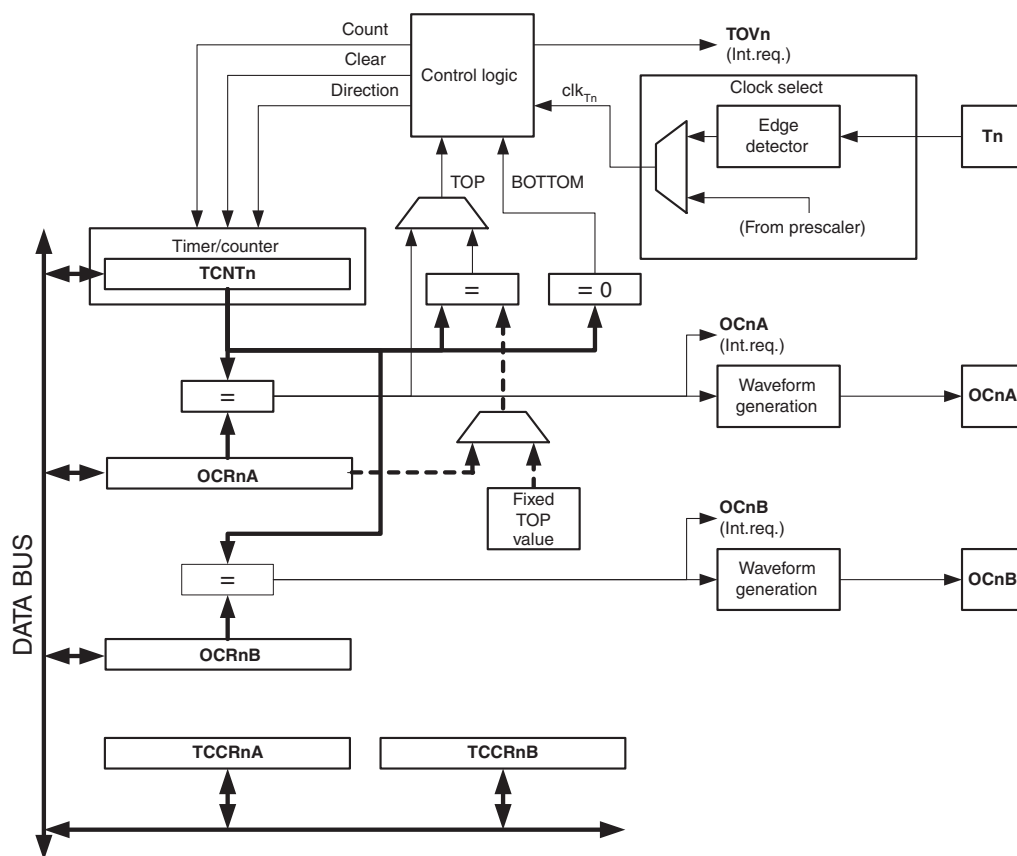 Count
Clear
Direction
Control logic
TOVn
(Int.req.)
clkTn
Clock select
Edge
detector
Tn
(From prescaler)
TOP
BOTTOM
Timer/counter
TCNTn
=
= 0
OCnA
(Int.req.)
=
Waveform
generation
OCnA
OCRnA
Fixed
TOP
value
OCnB
(Int.req.)
=
Waveform
generation
OCnB
OCRnB
DATA BUS
TCCRnA
TCCRnB